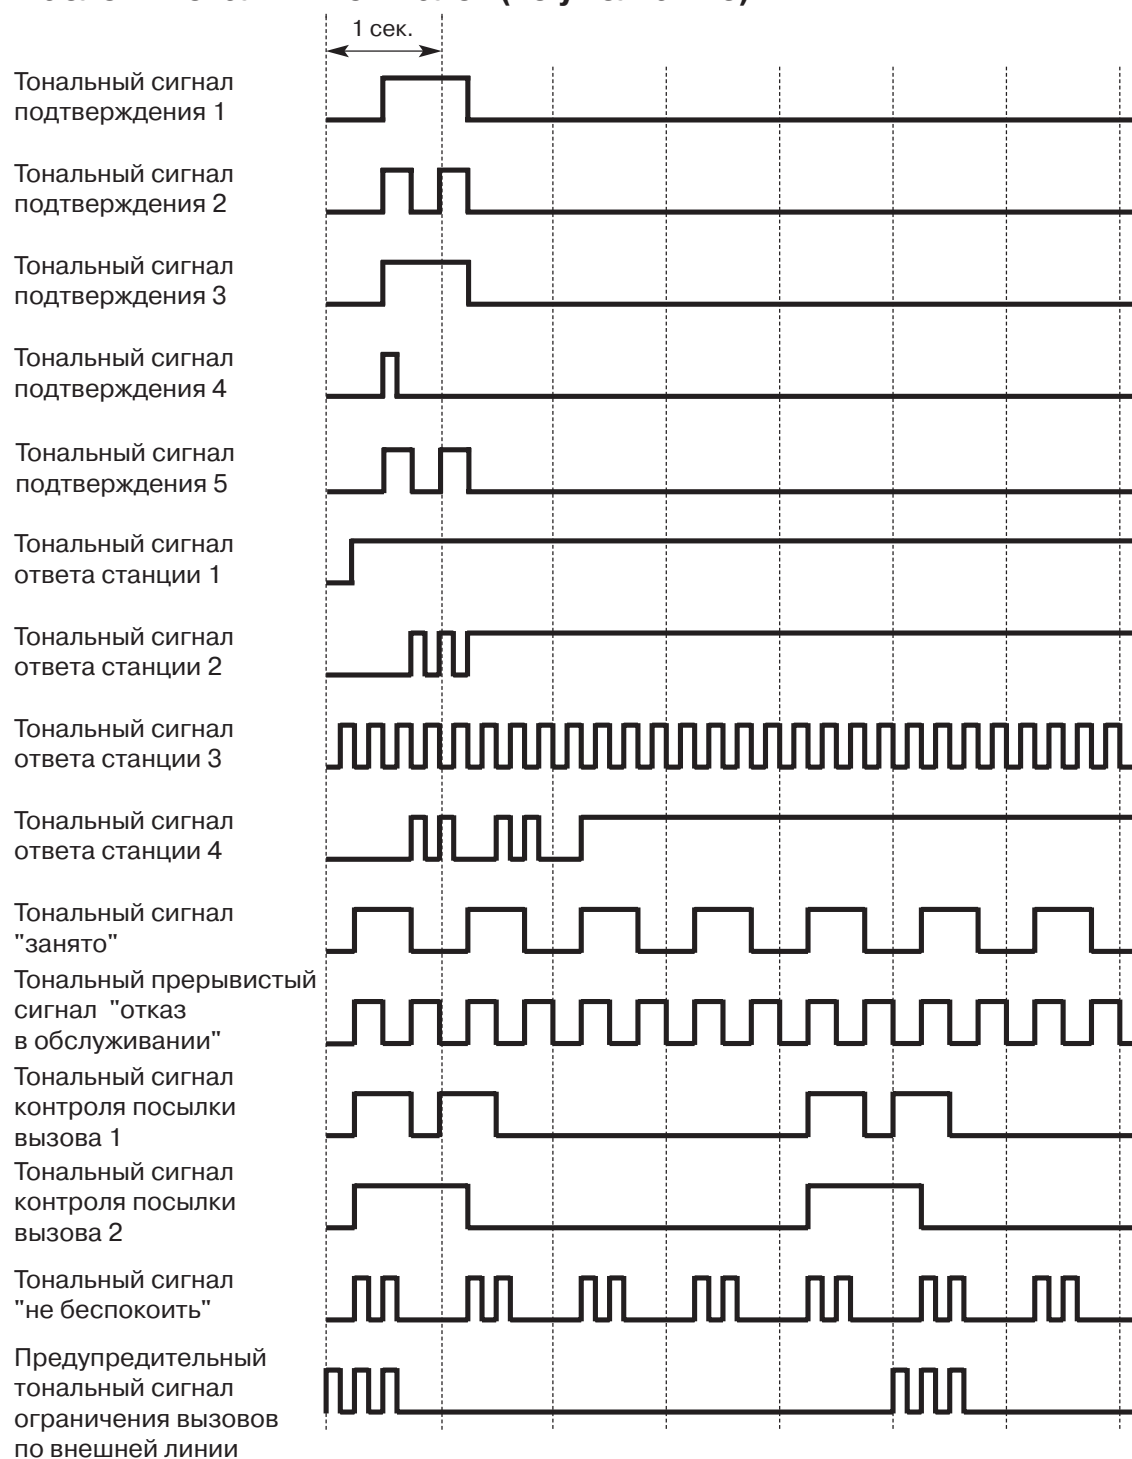 1 сек.
Тональный сигнал
подтверждения 1
Тональный сигнал
подтверждения 2
Тональный сигнал
подтверждения 3
Тональный сигнал
подтверждения 4
Тональный сигнал
подтверждения 5
Тональный сигнал
ответа станции 1
Тональный сигнал
ответа станции 2
Тональный сигнал
ответа станции 3
Тональный сигнал
ответа станции 4
Тональный сигнал
"занято"
Тональный прерывистый
сигнал "отказ
в обслуживании"
Тональный сигнал
контроля посылки
вызова 1
Тональный сигнал
контроля посылки
вызова 2
Тональный сигнал
"не беспокоить"
Предупредительный
тональный сигнал
ограничения вызовов
по внешней линии